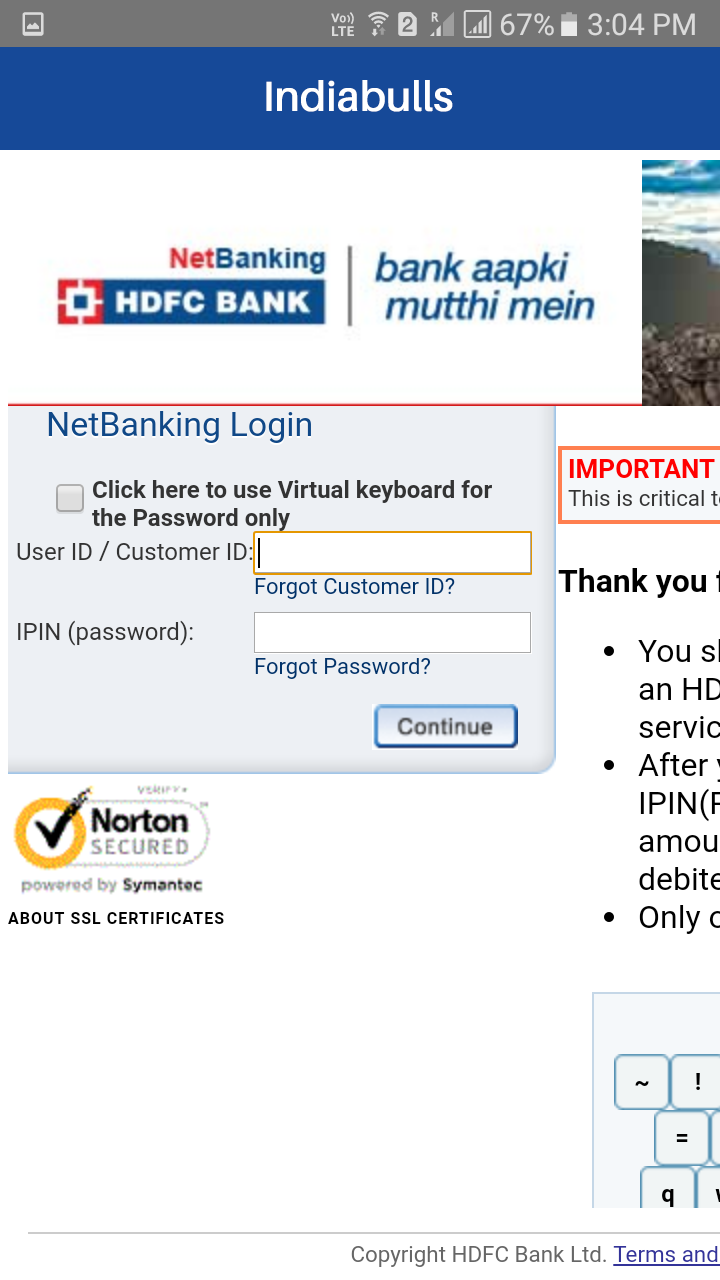 Vo))
LTE
2
R
67%
3:04 PM
Indiabulls
NetBanking
HDFC BANK
bank aapki
mutthi mein
NetBanking Login
Click here to use Virtual keyboard for
the Password only
User ID / Customer ID:
Forgot Customer ID?
IPIN (password):
Forgot Password?
Continue
VERIFY
Norton
SECURED
powered by Symantec
ABOUT SSL CERTIFICATES
IMPORTANT
This is critical t
Thank you
You s
an HD
servic
After
IPIN(
amou
debite
Only
~ !
=
q
Copyright HDFC Bank Ltd. Terms and